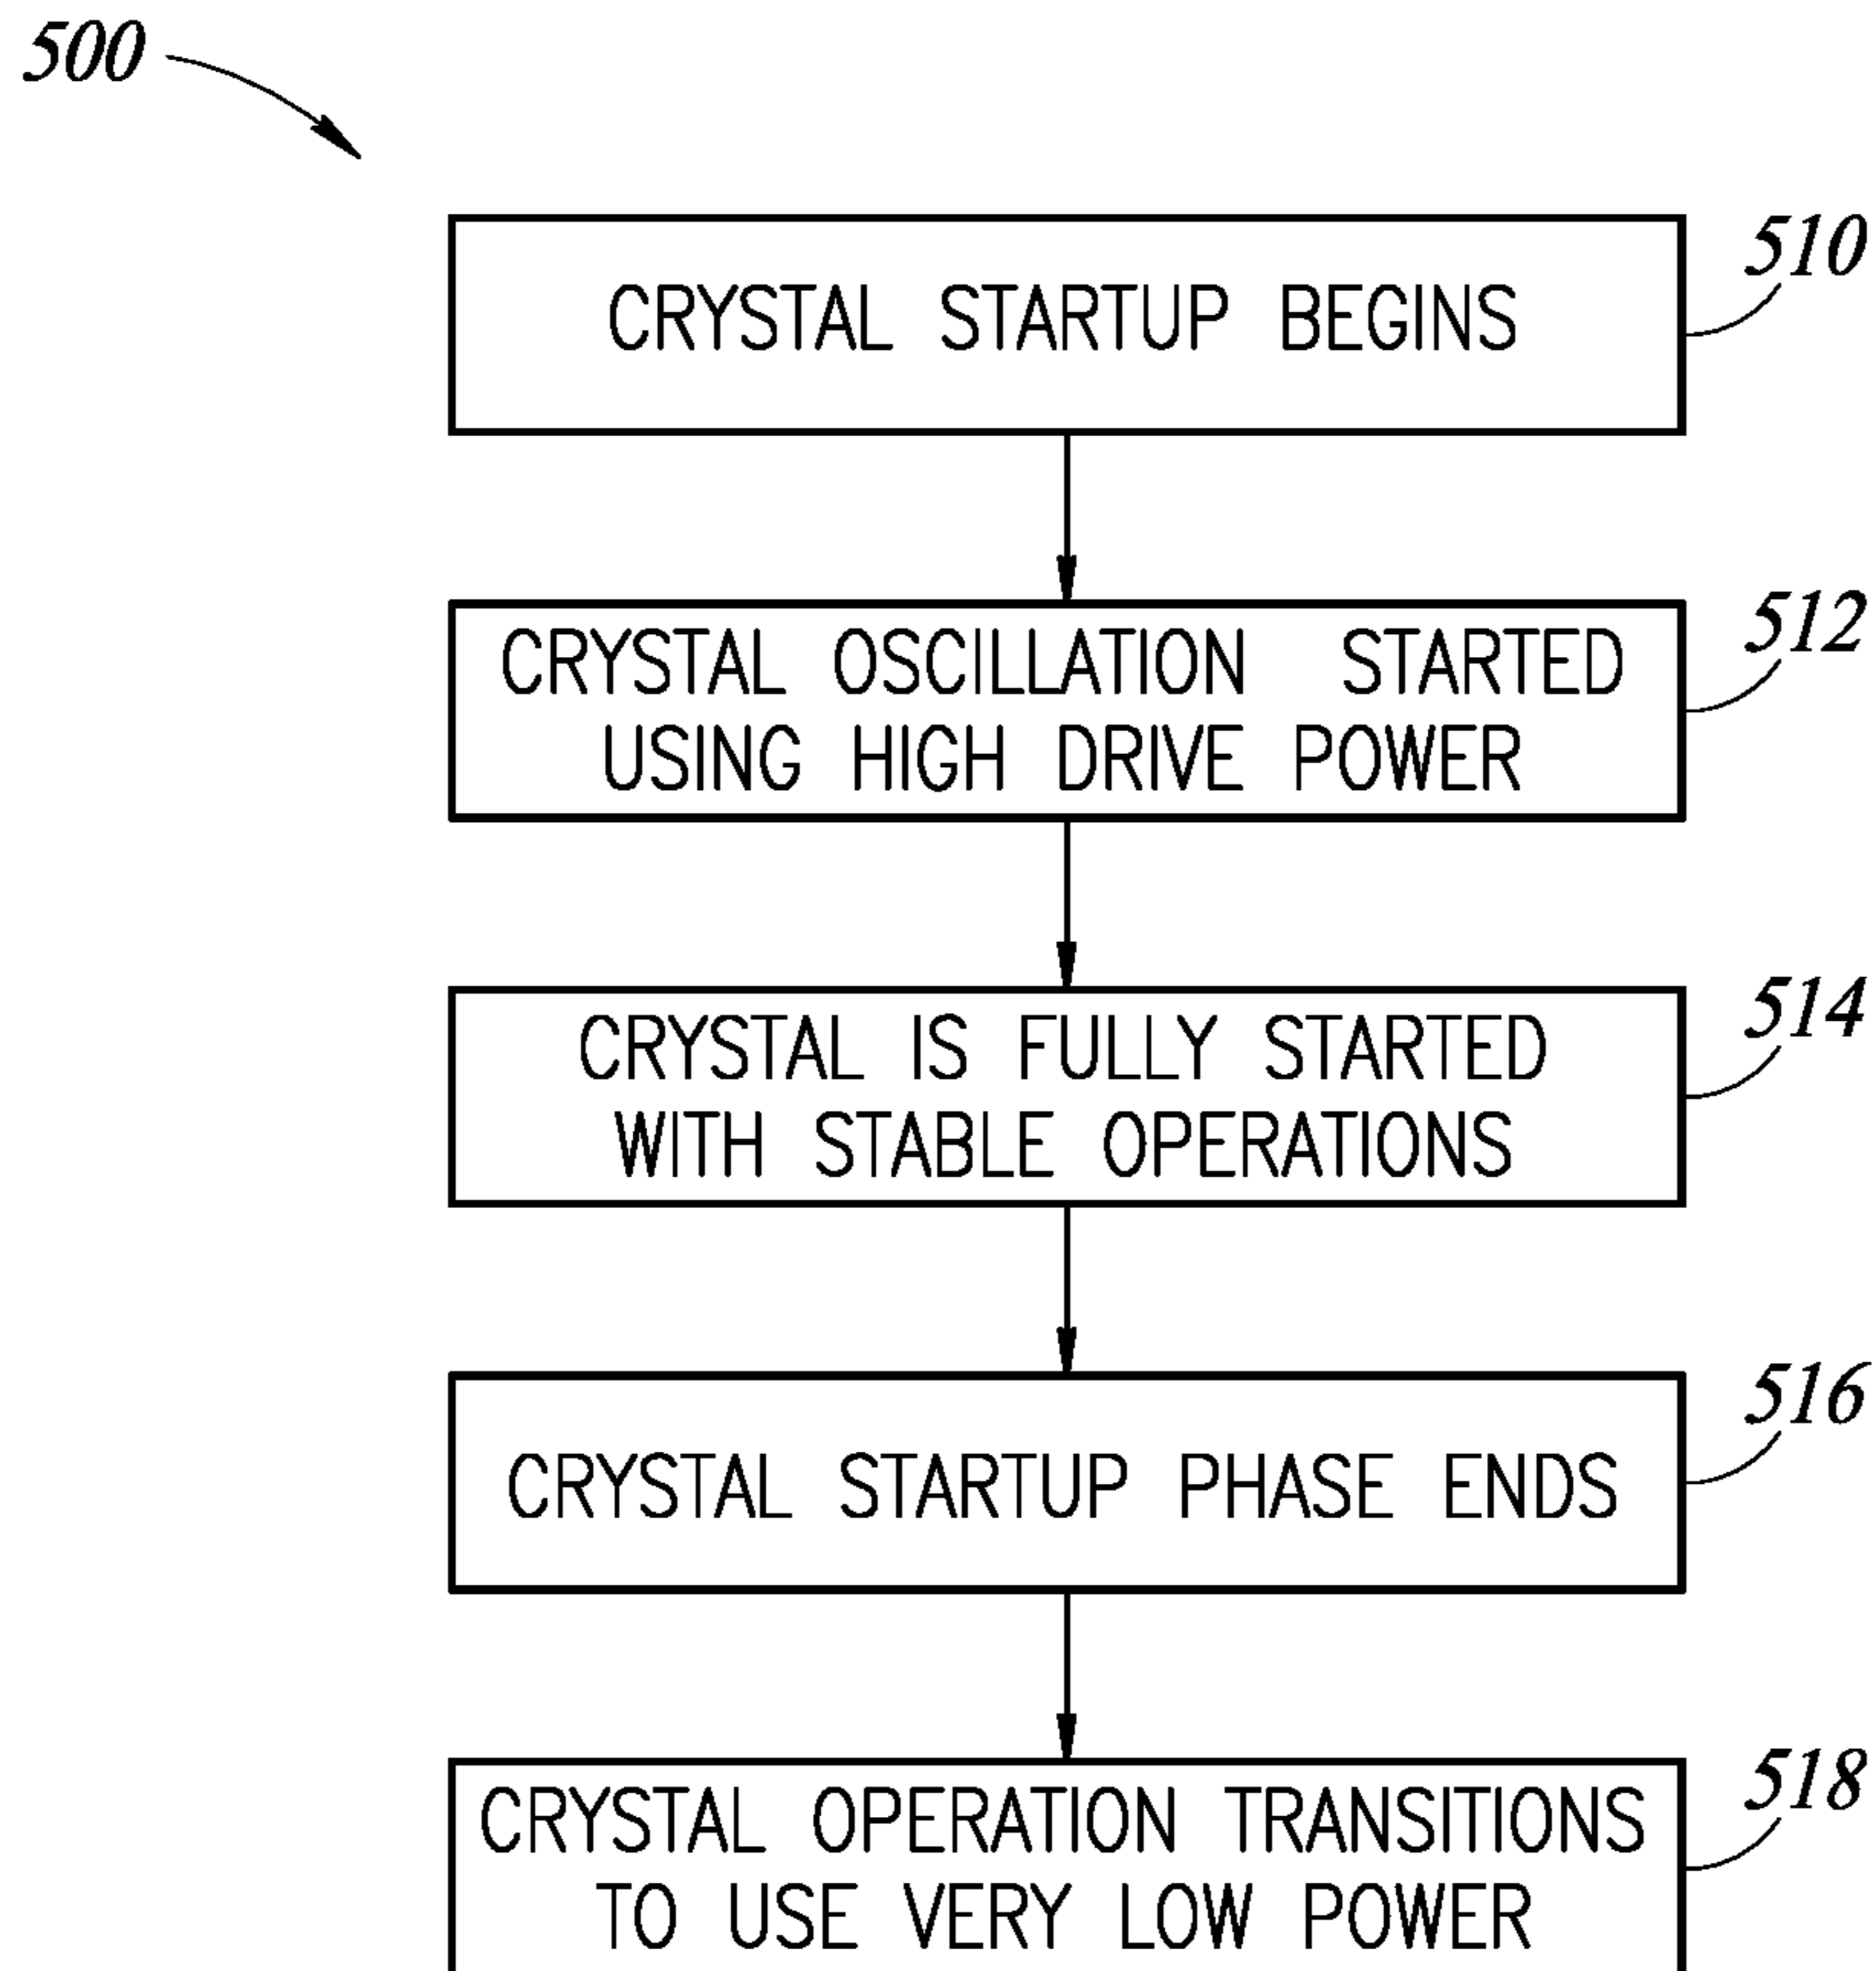 500
CRYSTAL STARTUP BEGINS
510
CRYSTAL OSCILLATION STARTED
USING HIGH DRIVE POWER
512
CRYSTAL IS FULLY STARTED
WITH STABLE OPERATIONS
514
CRYSTAL STARTUP PHASE ENDS
516
CRYSTAL OPERATION TRANSITIONS
TO USE VERY LOW POWER
518